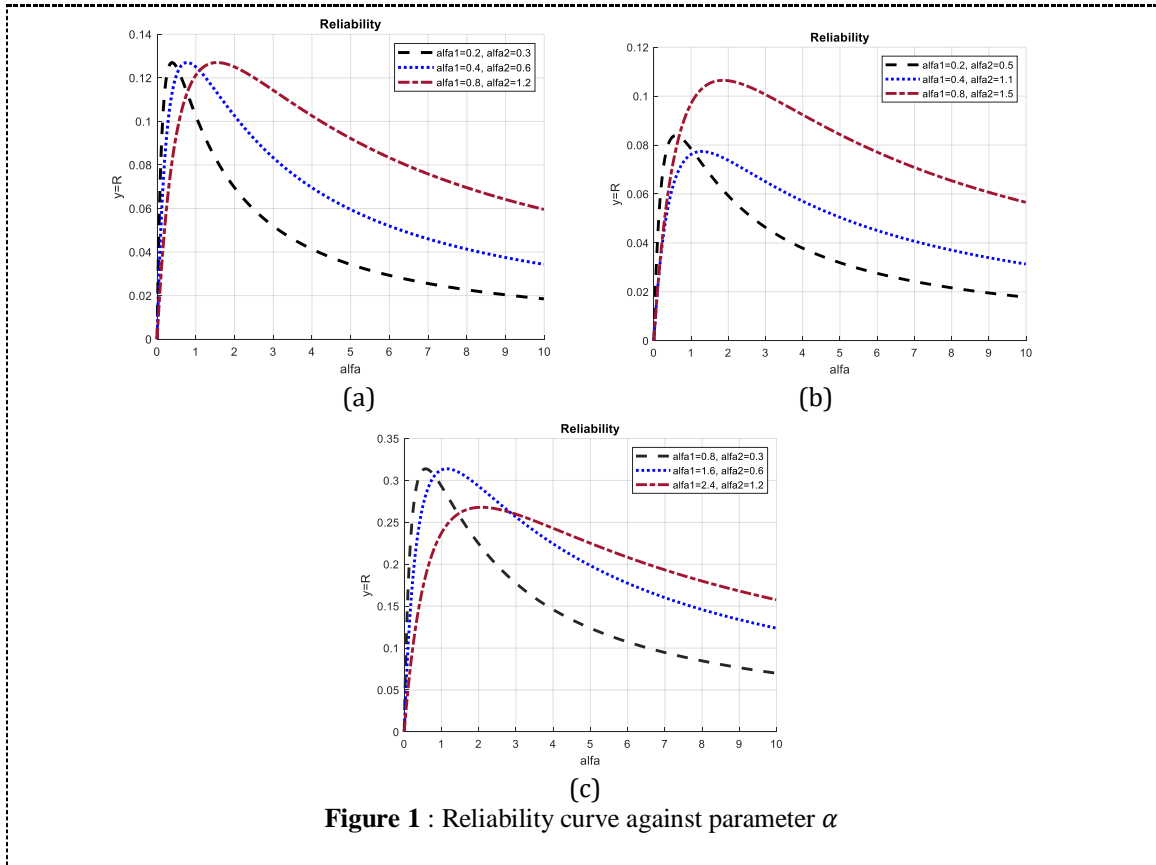 Reliability
0.14
0.12
0.1
0.08
0.06
0.04
0.02
0
y=R
alfa1=0.2, alfa2=0.3
alfa1=0.4, alfa2=0.6
alfa1=0.8, alfa2=1.2
0 1 2 3 4 5 6 7 8 9 10
alfa
(a)
Reliability
0.12
0.1
0.08
0.06
0.04
0.02
0
y=R
alfa1=0.2, alfa2=0.5
alfa1=0.4, alfa2=1.1
alfa1=0.8, alfa2=1.5
0 1 2 3 4 5 6 7 8 9 10
alfa
(b)
Reliability
0.35
0.3
0.25
0.2
0.15
0.1
0.05
0
y=R
alfa1=0.8, alfa2=0.3
alfa1=1.6, alfa2=0.6
alfa1=2.4, alfa2=1.2
0 1 2 3 4 5 6 7 8 9 10
alfa
(c)
Figure 1 : Reliability curve against parameter α